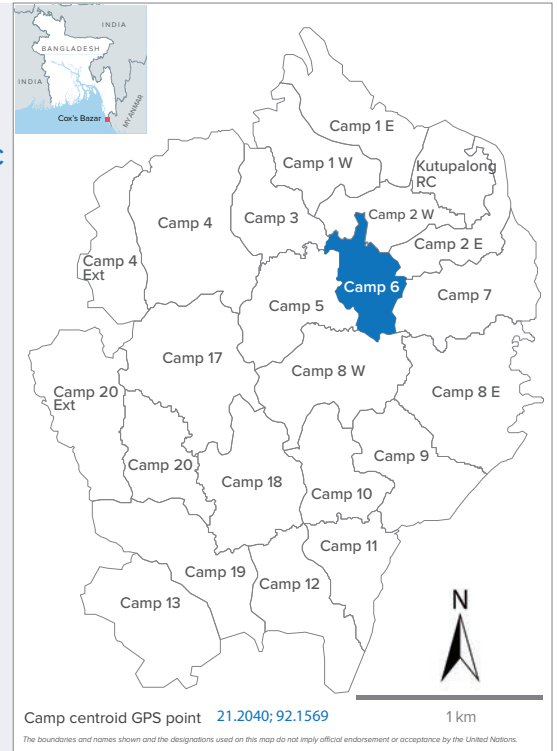 INDIA
BANGLADESH
INDIA
MYANMAR
Cox's Bazar
C
Camp 1 E
Camp 1 W
Kutupalong
RC
Camp 4
Camp 3
Camp 2 W
Camp 2 E
Camp 4
Ext
Camp 6
Camp 7
Camp 5
Camp 17
Camp 8 W
Camp 20
Ext
Camp 8 E
Camp 9
Camp 20
Camp 18
Camp 10
Camp 11
Camp 19
Camp 12
Camp 13
N
Camp centroid GPS point 21.2040; 92.1569
1 km
The boundaries and names shown and the designations used on this map do not imply official endorsement or acceptance by the United Nations.